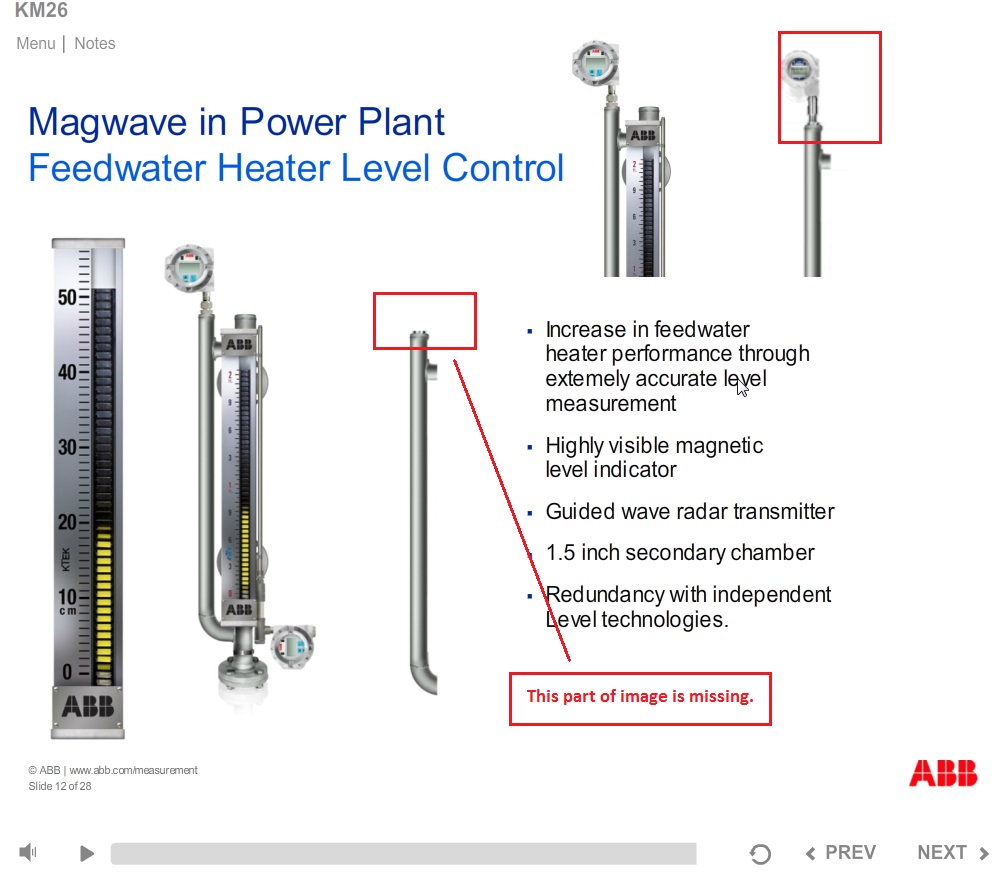 KM26
Menu | Notes
Magwave in Power Plant
Feedwater Heater Level Control
ABB
50
40
30
20
KTEK
10
cm
0
ABB
ABB
ABB
Increase in feedwater
heater performance through
extemely accurate level
measurement
Highly visible magnetic
level indicator
Guided wave radar transmitter
1.5 inch secondary chamber
Redundancy with independent
Level technologies.
This part of image is missing.
© ABB | www.abb.com/measurement
Slide 12 of 28
ABB
PREV
NEXT